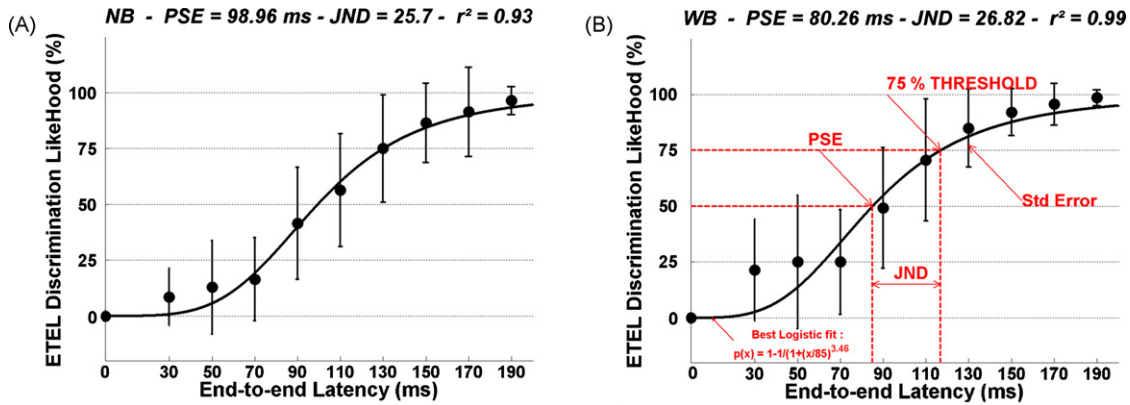 NB - PSE = 98.96 ms - JND = 25.7 - r² = 0.93
(A)
ETEL Discrimination LikeHood (%)
100
75
50
25
0
0 30 50 70 90 110 130 150 170 190
End-to-end Latency (ms)
WB - PSE = 80.26 ms - JND = 26.82 - r² = 0.99
(B)
ETEL Discrimination LikeHood (%)
100
75
50
25
0
75 % THRESHOLD
PSE
Std Error
JND
Best Logistic fit :
p(x) = 1-1/(1+(x/85)^3.46
0 30 50 70 90 110 130 150 170 190
End-to-end Latency (ms)